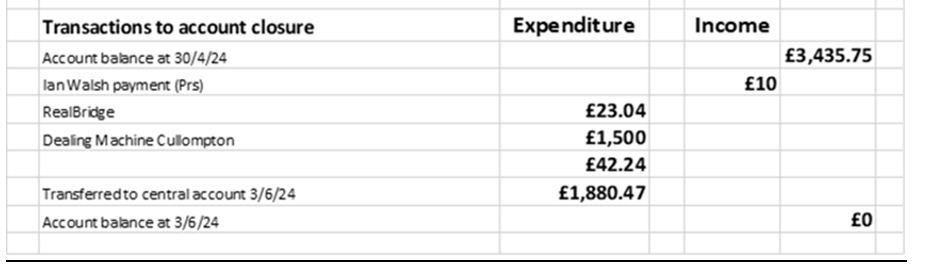 Transactions to account closure Expenditure Income
Account balance at 30/4/24 £3,435.75
Ian Walsh payment (Prs) £10
RealBridge £23.04
Dealing Machine Cullompton £1,500
£42.24
Transferred to central account 3/6/24 £1,880.47
Account balance at 3/6/24 £0